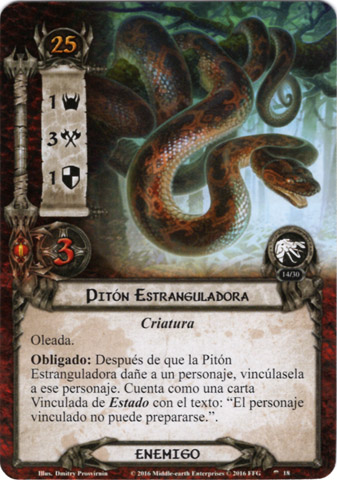 25
1
3
1
3
14/30
Pitón Estranguladora
Criatura
Oleada.
Obligado: Después de que la Pitón
Estranguladora dañe a un personaje, vincúlasela
a ese personaje. Cuenta como una carta
Vinculada de Estado con el texto: “El personaje
vinculado no puede prepararse.”.
ENEMIGO
Illus. Dmitry Prosvirnin © 2016 Middle-earth Enterprises © 2016 FFG 18